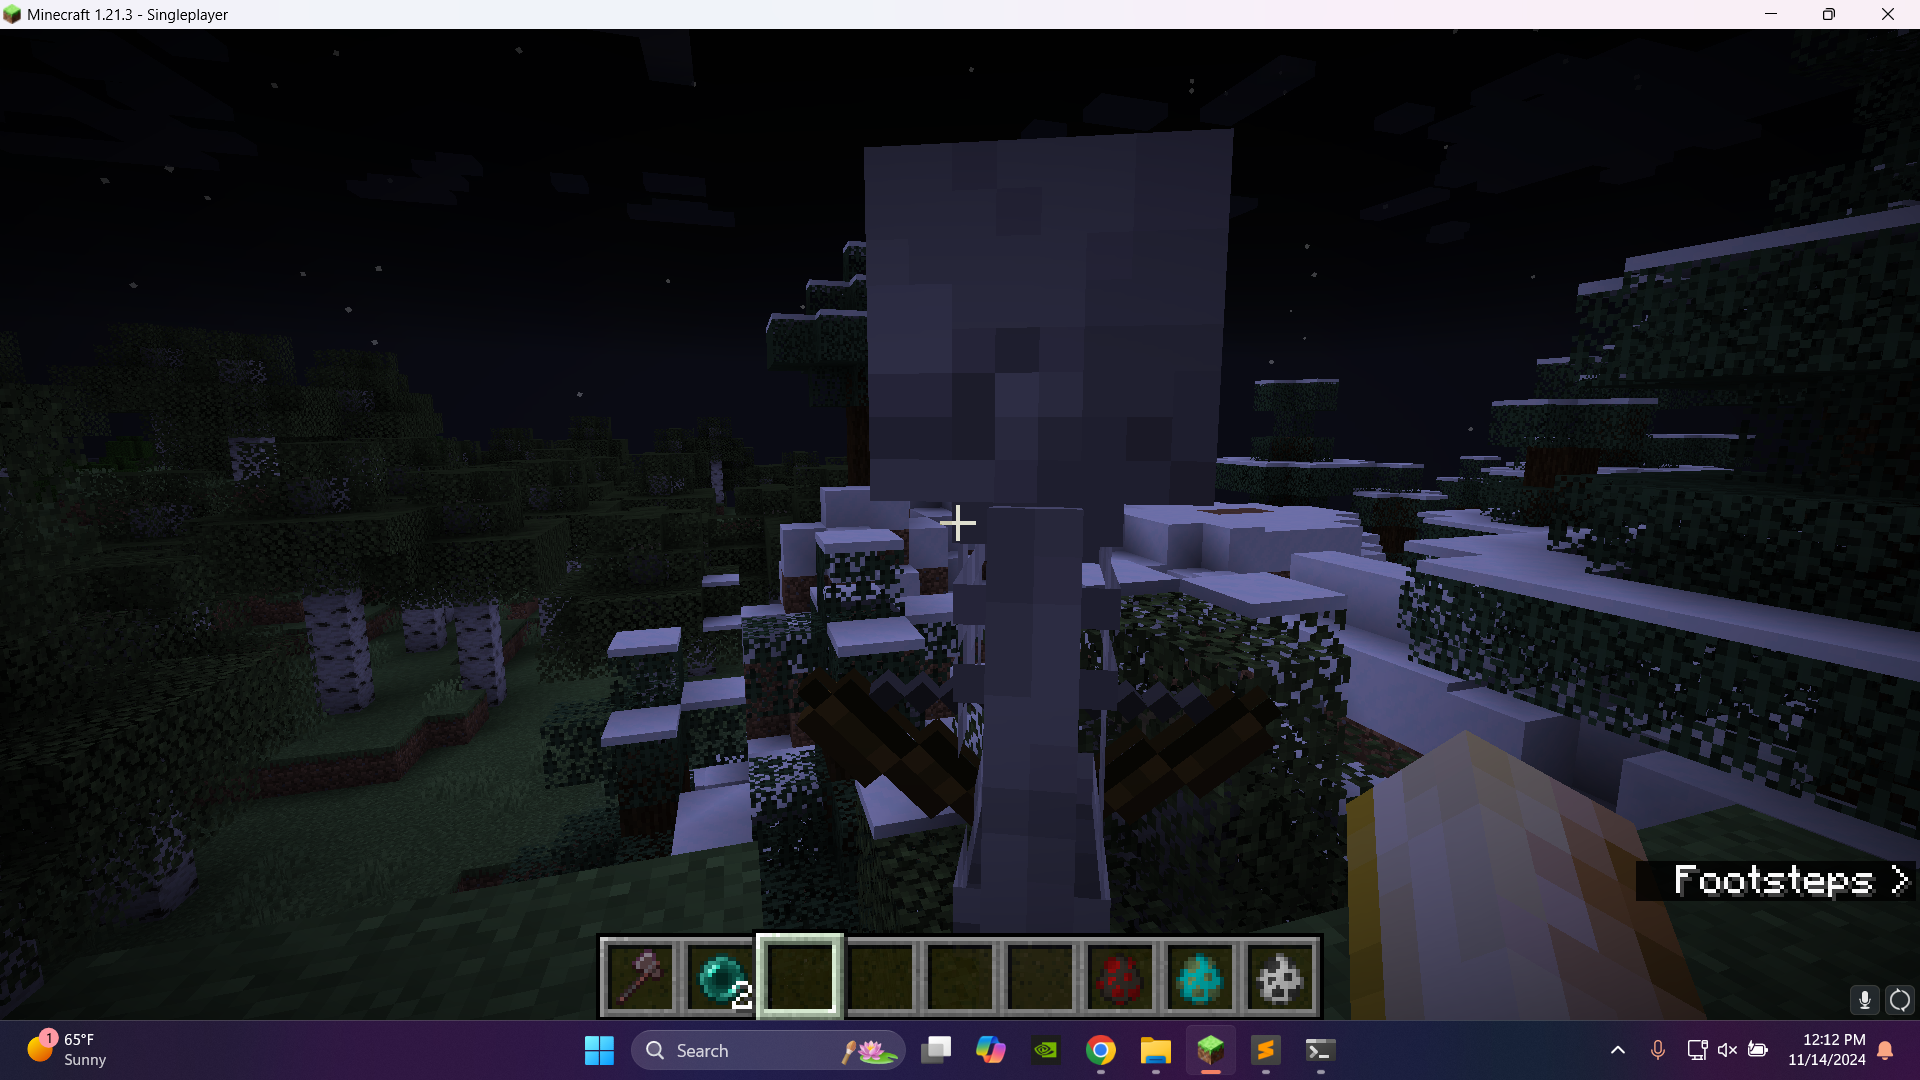 Minecraft 1.21.3 - Singleplayer
Footsteps >
2
1
65°F
Sunny
Search
12:12 PM
11/14/2024